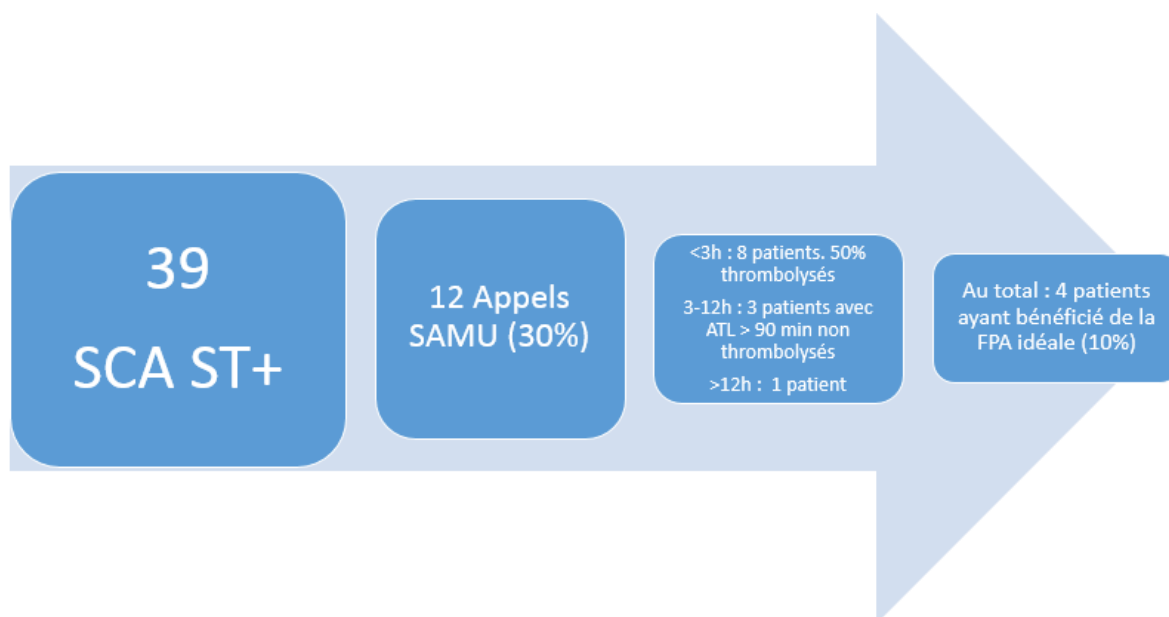 39
SCA ST+
12 Appels
SAMU (30%)
<3h : 8 patients. 50%
thrombolysés
3-12h : 3 patients avec
ATL > 90 min non
thrombolysés
>12h :  1 patient
Au total : 4 patients
ayant bénéficié de la
FPA idéale (10%)